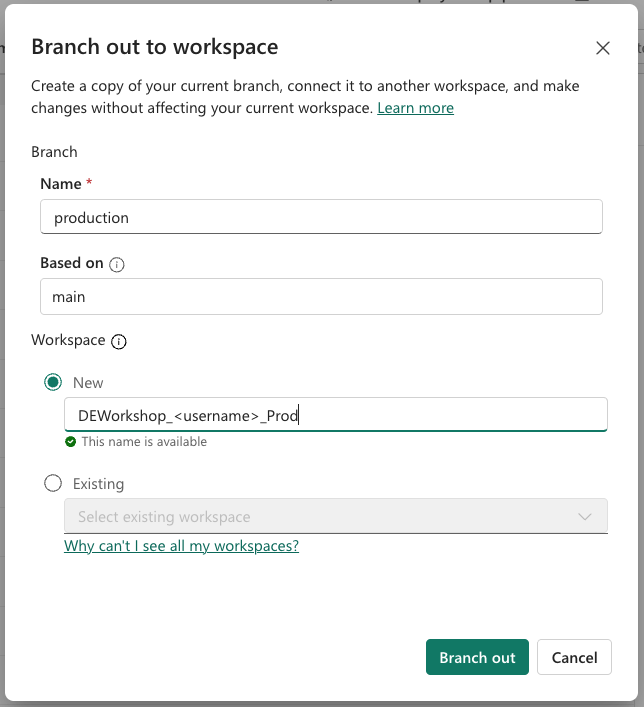 Branch out to workspace
Create a copy of your current branch, connect it to another workspace, and make
changes without affecting your current workspace. Learn more
Branch
Name *
production
Based on
main
Workspace
New
DEWorkshop_<username>_Prod
This name is available
Existing
Select existing workspace
Why can't I see all my workspaces?
Branch out
Cancel